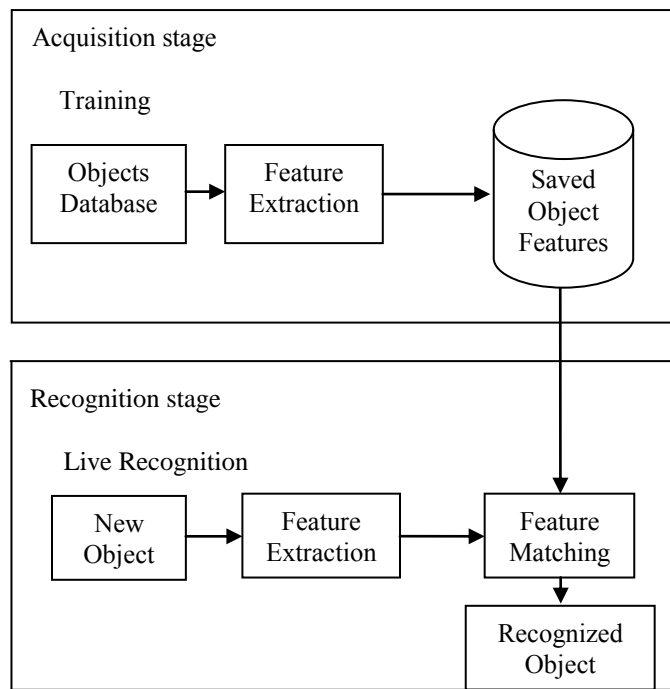 Acquisition stage
Training
Objects
Database
Feature
Extraction
Saved
Object
Features
Recognition stage
Live Recognition
New
Object
Feature
Extraction
Feature
Matching
Recognized
Object